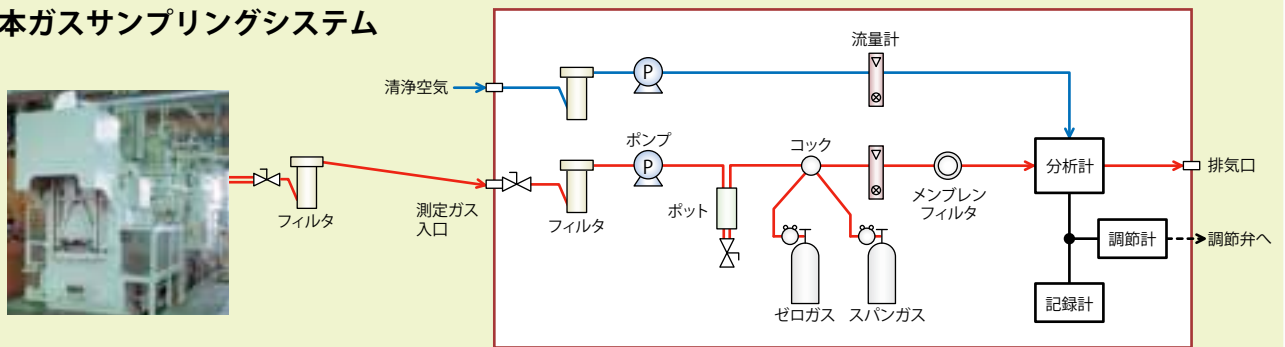 本ガスサンプリングシステム
流量計
清浄空気
P
ポンプ
コック
P
分析計
排気口
フィルタ
測定ガス
入口
フィルタ
ポット
メンブレン
フィルタ
調節計
調節弁へ
ゼロガス
スパンガス
記録計